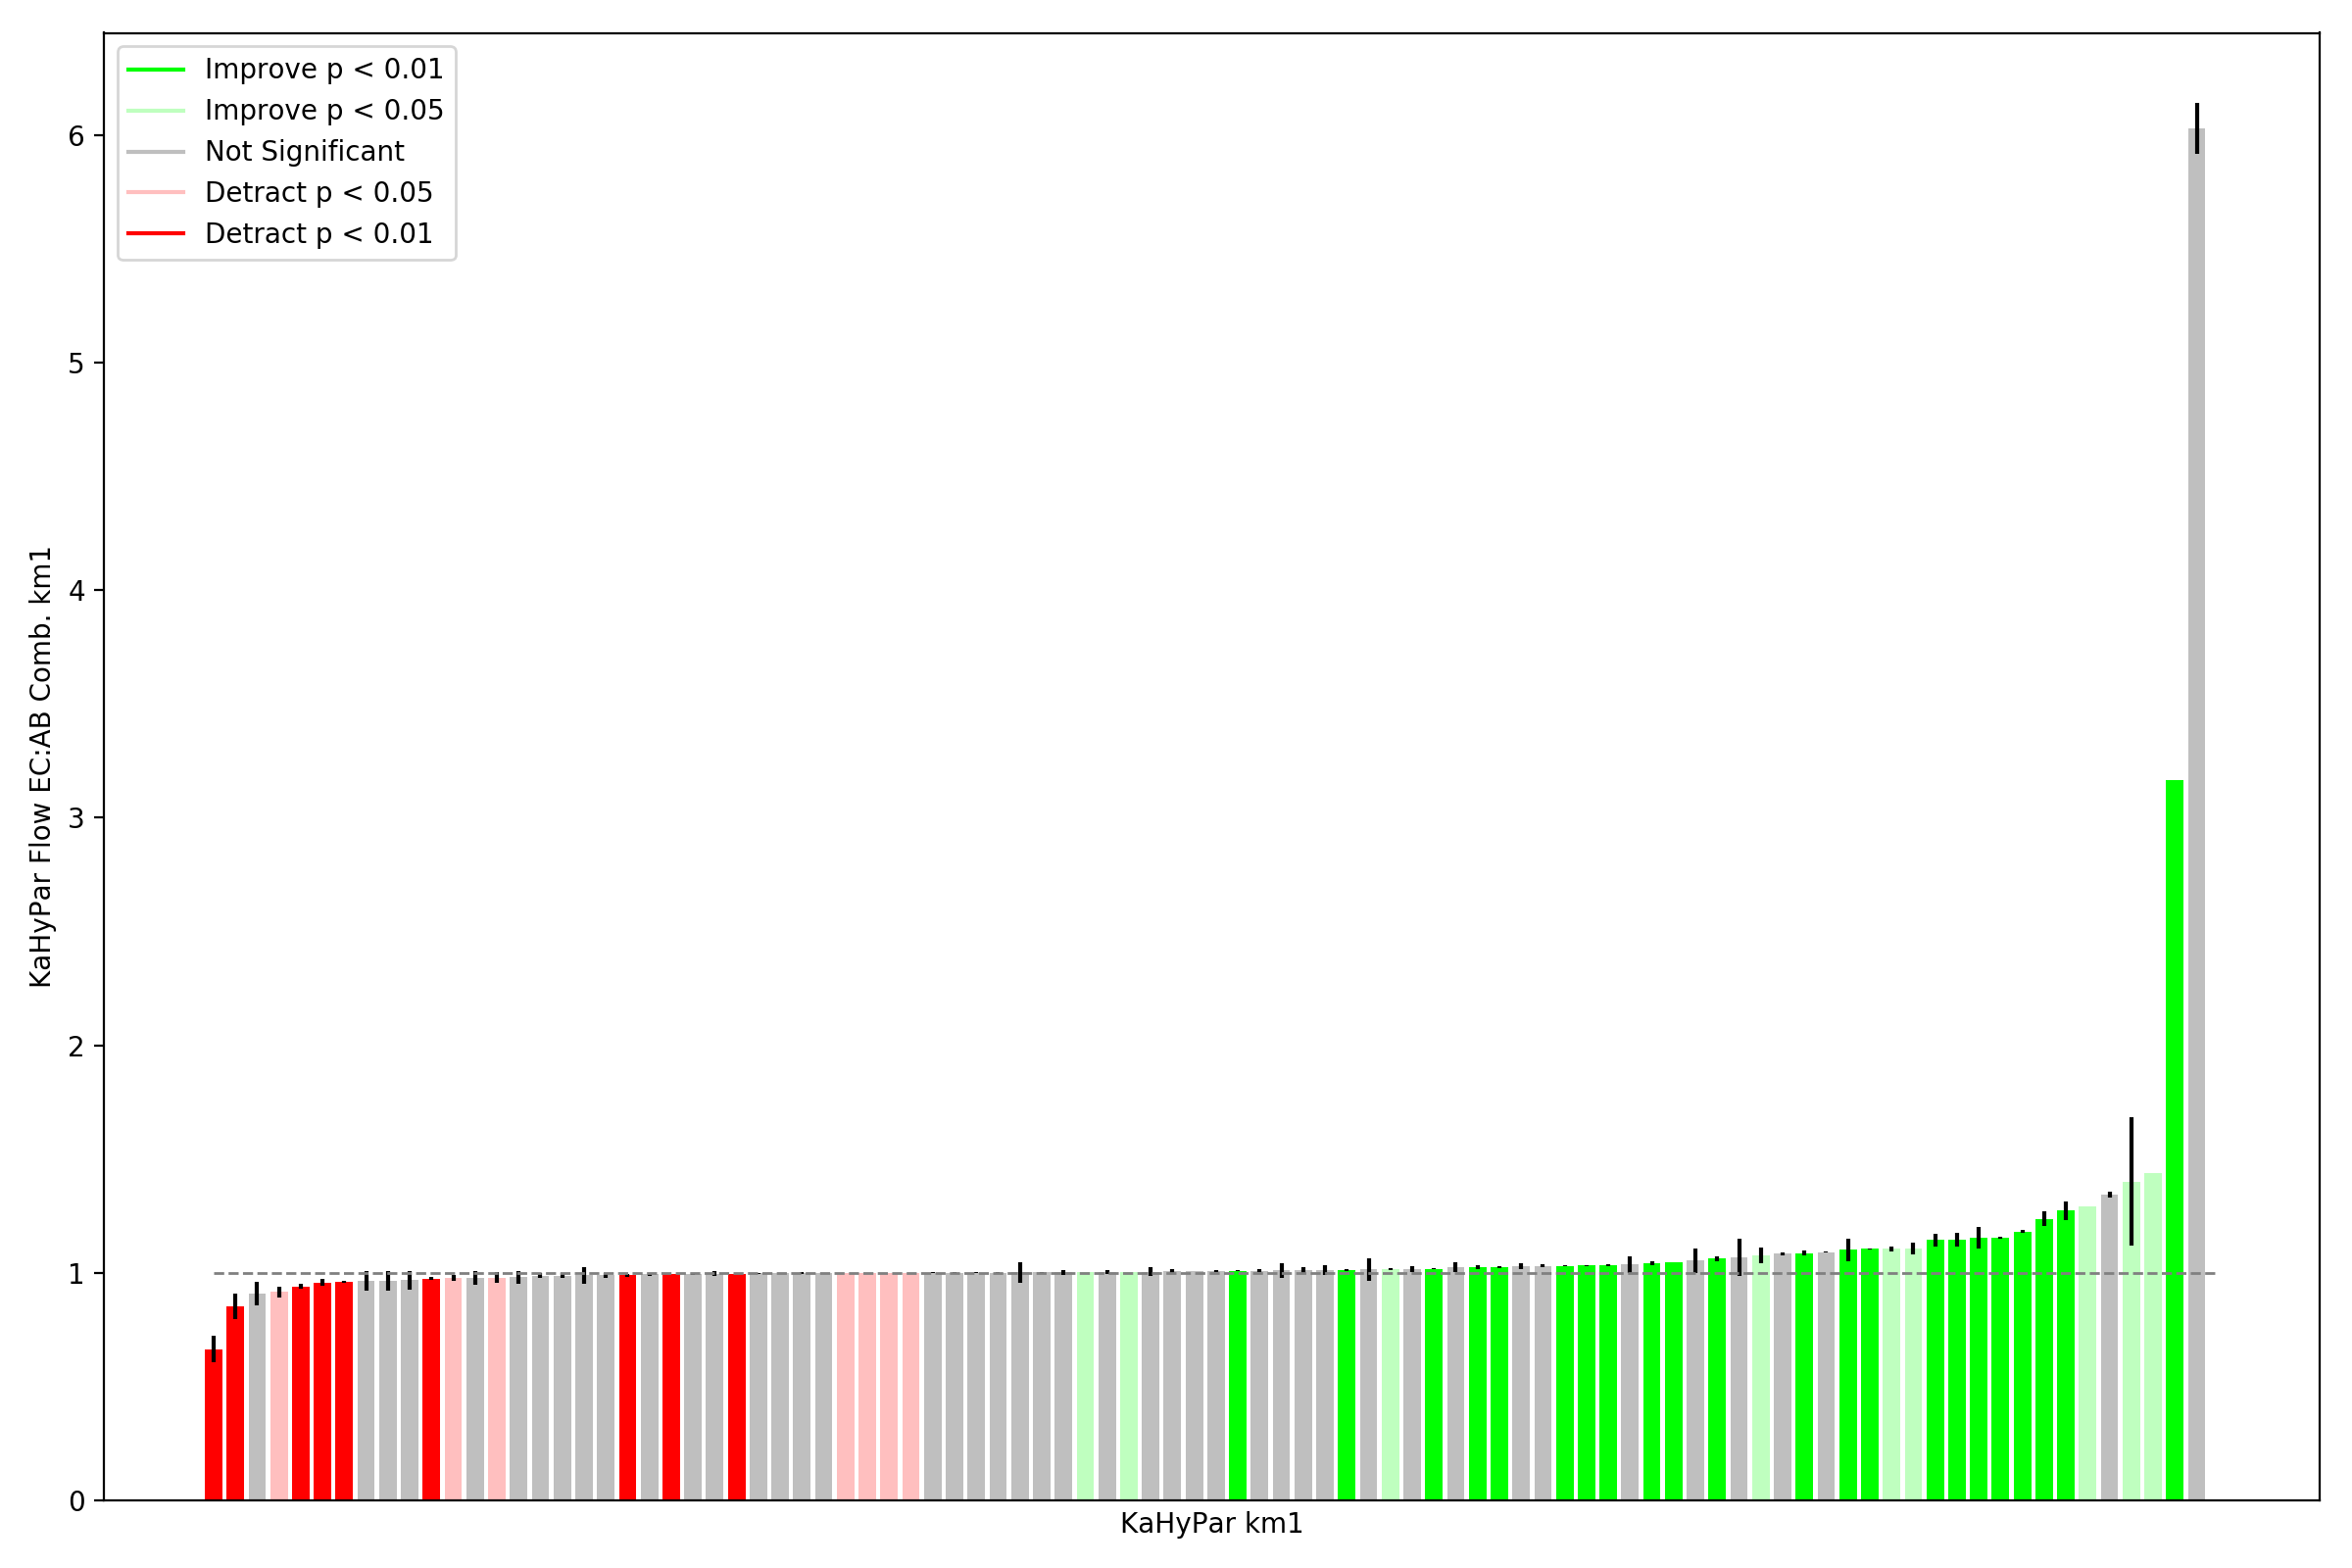 Improve p < 0.01
Improve p < 0.05
Not Significant
Detract p < 0.05
Detract p < 0.01
6
5
4
3
2
1
0
KaHyPar Flow EC:AB Comb. km1
KaHyPar km1